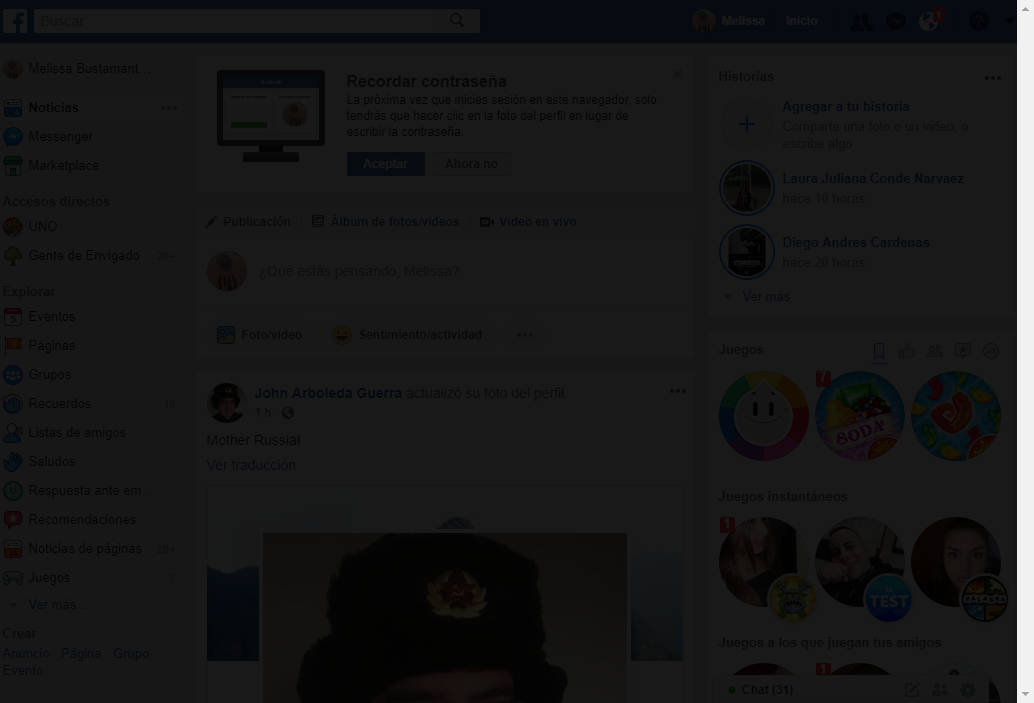 Buscar
Melissa
Inicio
Melissa Bustamant...
Noticias
Messenger
Marketplace
Accesos directos
UNO
Gente de Envigado 20+
Explorar
Eventos
Páginas
Grupos
Recuerdos
Listas de amigos
Saludos
Respuesta ante em...
Recomendaciones
Noticias de páginas 20+
Juegos 7
Ver más...
Crear
Anuncio Página Grupo
Evento
Recordar contraseña
La próxima vez que inicies sesión en este navegador, solo
tendrás que hacer clic en la foto del perfil en lugar de
escribir la contraseña.
Aceptar
Ahora no
Publicación
Álbum de fotos/videos
Video en vivo
¿Qué estás pensando, Melissa?
Foto/video
Sentimiento/actividad
John Arboleda Guerra actualizó su foto del perfil.
1 h
Mother Russia!
Ver traducción
Historias
Agregar a tu historia
Comparte una foto o un video, o
escribe algo
Laura Juliana Conde Narvaez
hace 10 horas
Diego Andres Cardenas
hace 20 horas
Ver más
Juegos
7
SODA
Juegos instantáneos
1
EL
TEST
Juegos a los que juegan tus amigos
1
Chat (31)